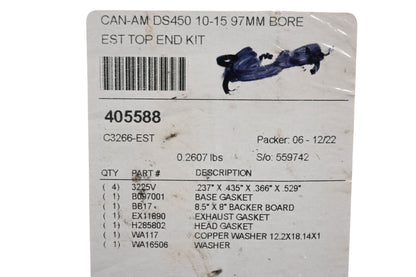 CAN-AM DS450 10-15 97MM BORE
EST TOP END KIT
405588
C3266-EST Packer: 06 - 12/22
0.2607 lbs S/o: 559742
QTY PART # DESCRIPTION
( 4) 3225V .237" X .435" X .366" X .529"
( 1) B097001 BASE GASKET
( 1) BB17 8.5" X 8" BACKER BOARD
( 1) EX11890 EXHAUST GASKET
( 1) H285802 HEAD GASKET
( 1) WA117 COPPER WASHER 12.2X18.14X1
( 1) WA16506 WASHER